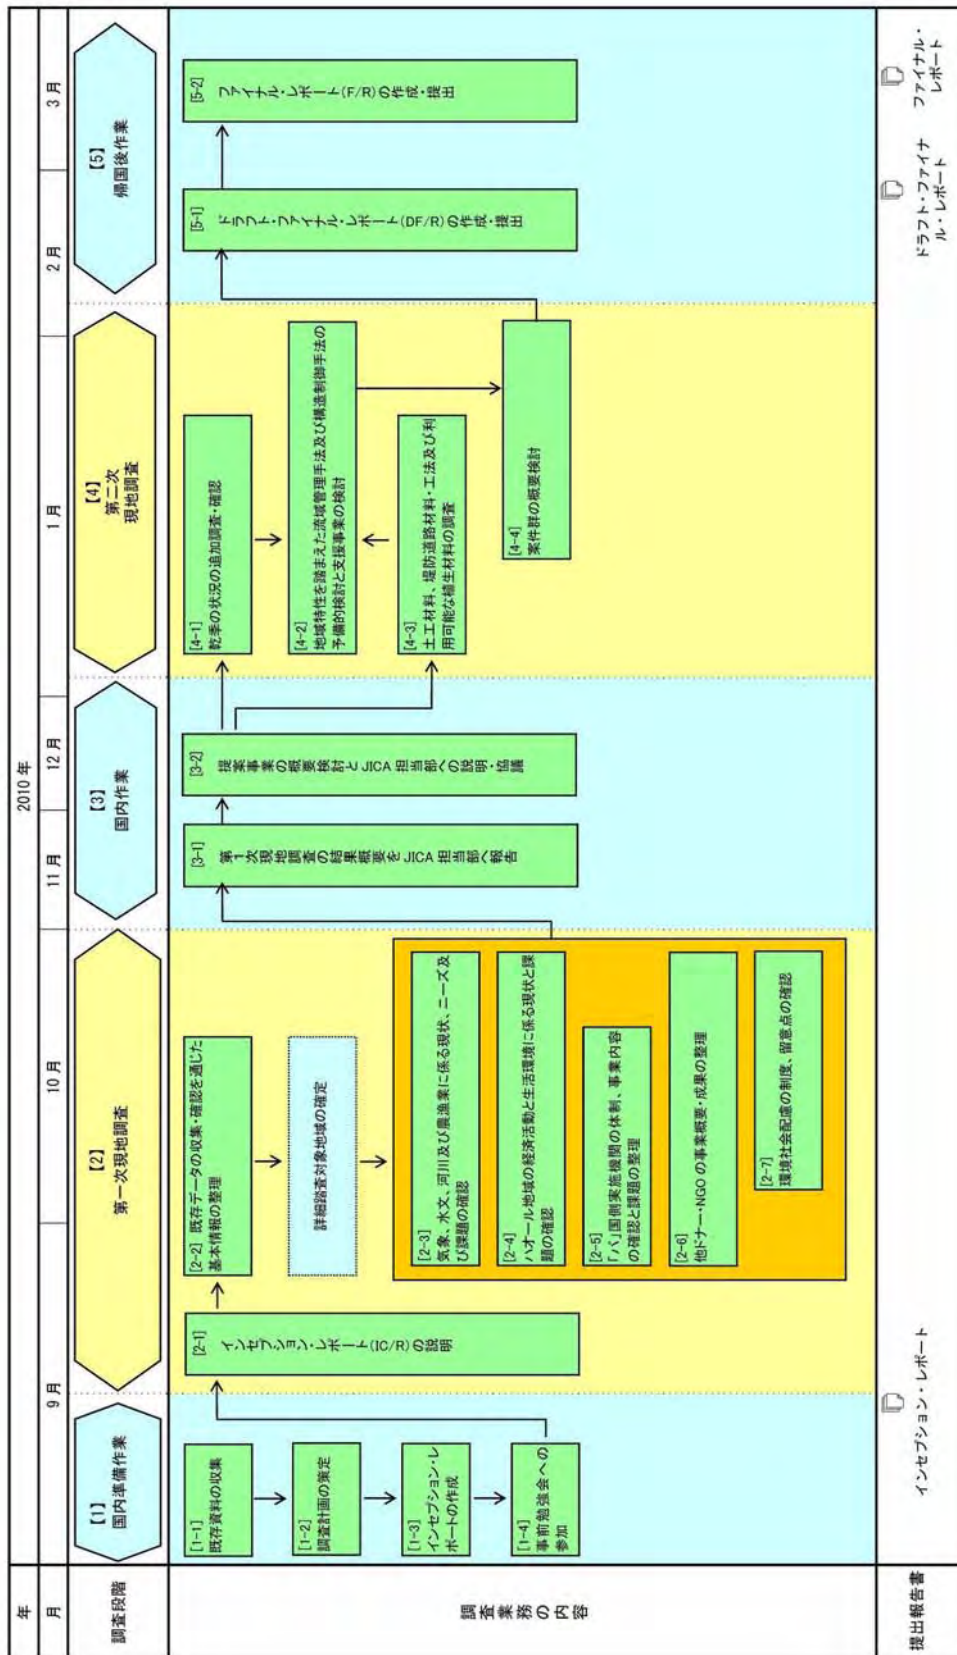 年
2010 年
月
9 月
10 月
11 月
12 月
1 月
2 月
3 月
調査段階
【1】
国内準備作業
【2】
第一次現地調査
【3】
国内作業
【4】
第二次
現地調査
【5】
帰国後作業
調査業務の内容
[1-1]
既存資料の収集
[1-2]
調査計画の策定
[1-3]
インセプション・レ
ポートの作成
[1-4]
事前勉強会への
参加
[2-1]
インセプション・レポート(IC/R)の説明
[2-2] 既存データの収集・確認を通じた
基本情報の整理
詳細踏査対象地域の確定
[2-3]
気象、水文、河川及び農漁業に係る現状、ニーズ及
び課題の確認
[2-4]
ハオール地域の経済活動と生活環境に係る現状と課
題の確認
[2-5]
「バ」国側実施機関の体制、事業内容
の確認と課題の整理
[2-6]
他ドナー・NGO の事業概要・成果の整理
[2-7]
環境社会配慮の制度、留意点の確認
[3-1]
第1次現地調査の結果概要を JICA 担当部へ報告
[3-2]
提案事業の概要検討と JICA 担当部への説明・協議
[4-1]
乾季の状況の追加調査・確認
[4-2]
地域特性を踏まえた流域管理手法及び構造制御手法の
予備的検討と支援事業の検討
[4-3]
土工材料、堤防道路材料・工法及び利
用可能な植生材料の調査
[4-4]
案件群の概要検討
[5-1]
ドラフト・ファイナル・レポート(DF/R)の作成・提出
[5-2]
ファイナル・レポート(F/R)の作成・提出
提出報告書
インセプション・レポート
ドラフト・ファイナ
ル・レポート
ファイナル・
レポート